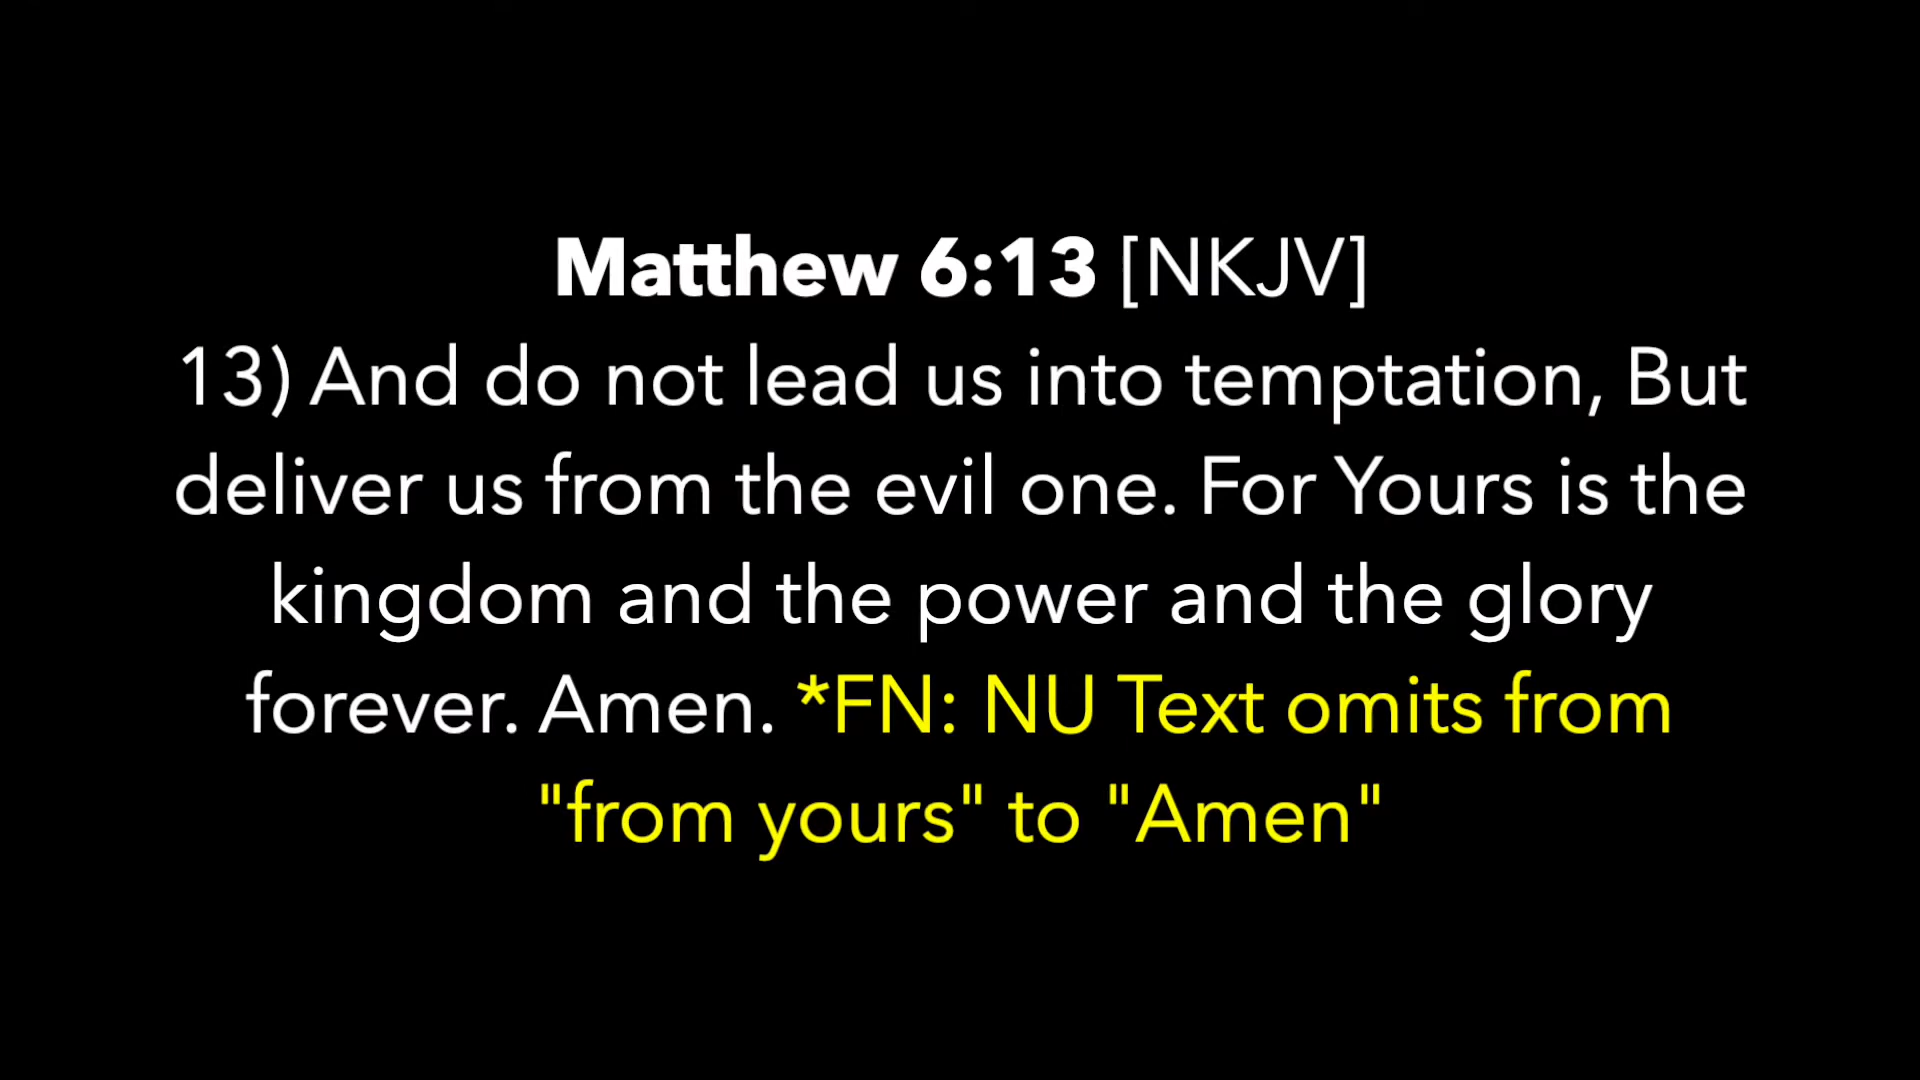 Matthew 6:13 [NKJV]
13) And do not lead us into temptation, But
deliver us from the evil one. For Yours is the
kingdom and the power and the glory
forever. Amen. *FN: NU Text omits from
"from yours" to "Amen"